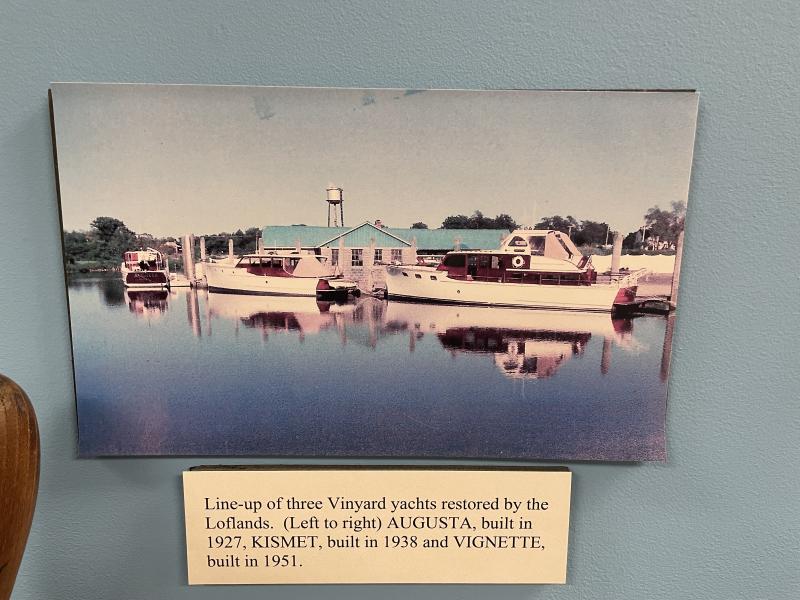 Line-up of three Vinyard yachts restored by the
Loflands.  (Left to right) AUGUSTA, built in
1927, KISMET, built in 1938 and VIGNETTE,
built in 1951.